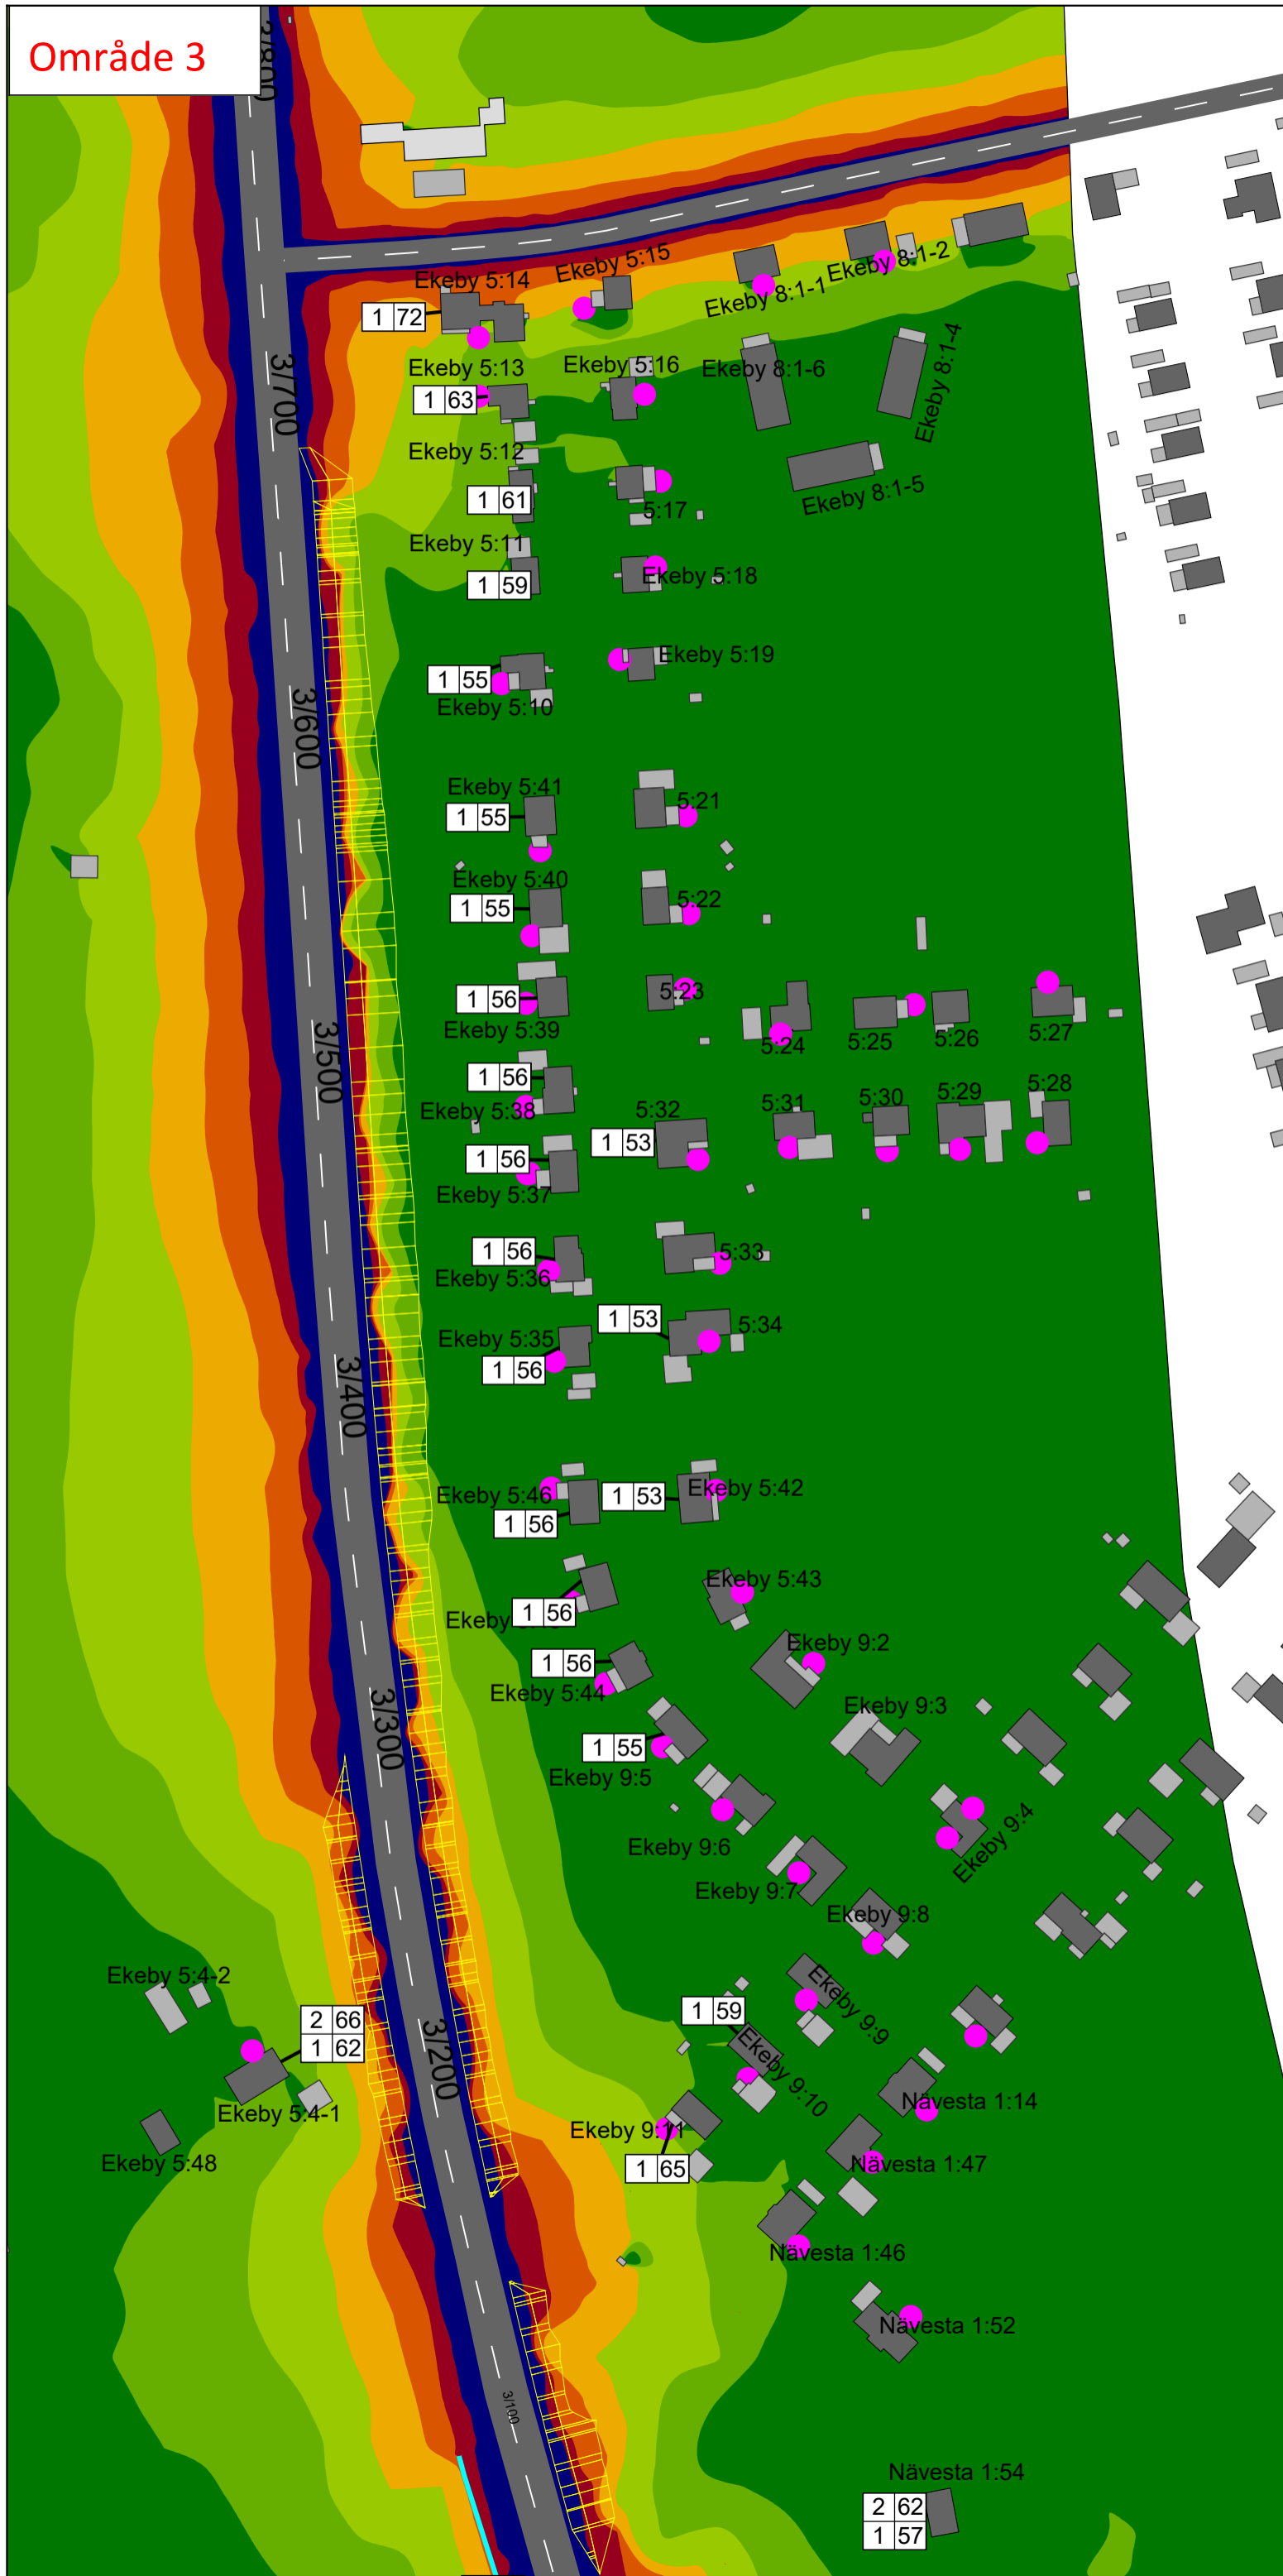 Område 3
3/800
Ekeby 5:15
Ekeby 8:1-2
Ekeby 5:14
Ekeby 8:1-1
1 72
3/700
Ekeby 5:13
Ekeby 5:16
Ekeby 8:1-6
Ekeby 8:1-4
1 63
Ekeby 5:12
1 61
5:17
Ekeby 8:1-5
Ekeby 5:11
1 59
Ekeby 5:18
Ekeby 5:19
1 55
Ekeby 5:10
3/600
Ekeby 5:41
1 55
5:21
Ekeby 5:40
1 55
5:22
1 56
5:23
Ekeby 5:39
5:24
5:25
5:26
5:27
3/500
1 56
Ekeby 5:38
5:32
5:31
5:30
5:29
5:28
1 53
1 56
Ekeby 5:37
1 56
5:33
Ekeby 5:36
1 53
5:34
Ekeby 5:35
1 56
3/400
Ekeby 5:46
1 53
Ekeby 5:42
1 56
Ekeby 5:43
Ekeby
1 56
Ekeby 9:2
1 56
Ekeby 5:44
3/300
Ekeby 9:3
1 55
Ekeby 9:5
Ekeby 9:4
Ekeby 9:6
Ekeby 9:7
Ekeby 9:8
Ekeby 5:4-2
2 66
1 62
3/200
1 59
Ekeby 9:9
Ekeby 9:10
Ekeby 5:4-1
Nävesta 1:14
Ekeby 9:11
Ekeby 5:48
1 65
Nävesta 1:47
Nävesta 1:46
Nävesta 1:52
3/100
Nävesta 1:54
2 62
1 57